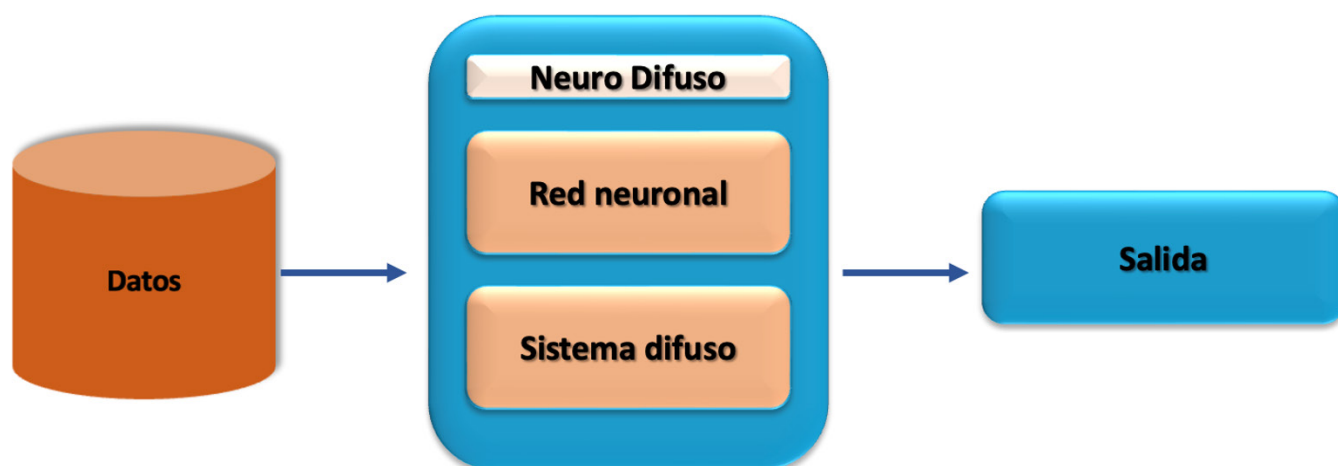 Datos
Neuro Difuso
Red neuronal
Sistema difuso
Salida